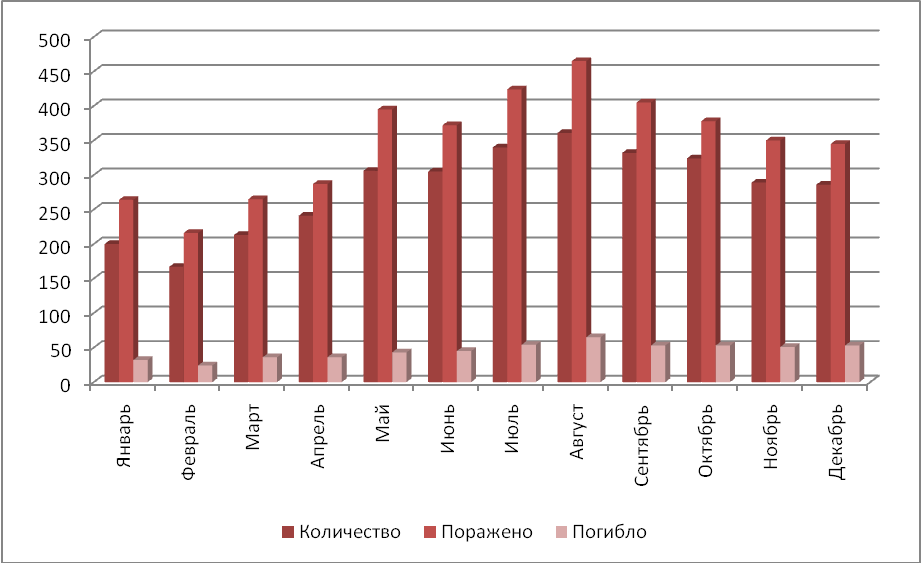 500
450
400
350
300
250
200
150
100
50
0
Январь
Февраль
Март
Апрель
Май
Июнь
Июль
Август
Сентябрь
Октябрь
Ноябрь
Декабрь
Количество Поражено Погибло